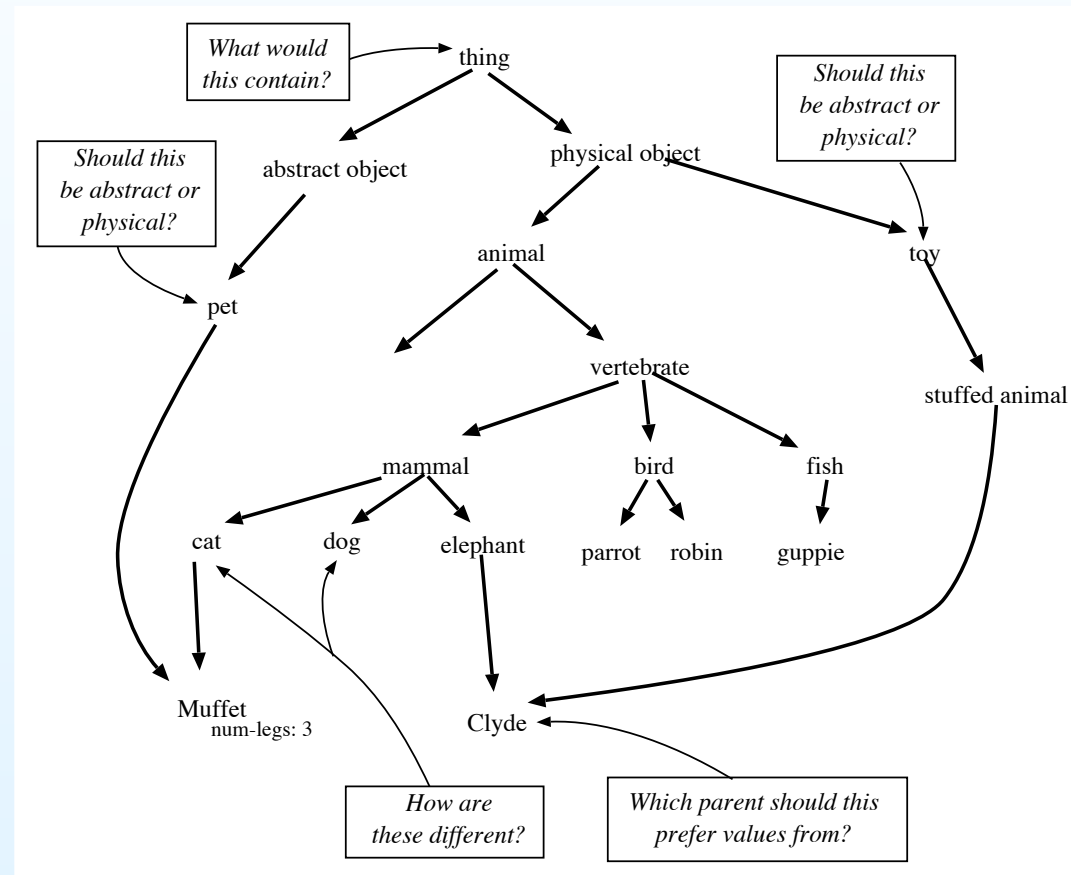 What would
this contain?
thing
Should this
be abstract or
physical?
Should this
be abstract or
physical?
abstract object
physical object
animal
toy
pet
vertebrate
stuffed animal
mammal
bird
fish
cat
dog
elephant
parrot
robin
guppie
Muffet
num-legs: 3
Clyde
How are
these different?
Which parent should this
prefer values from?